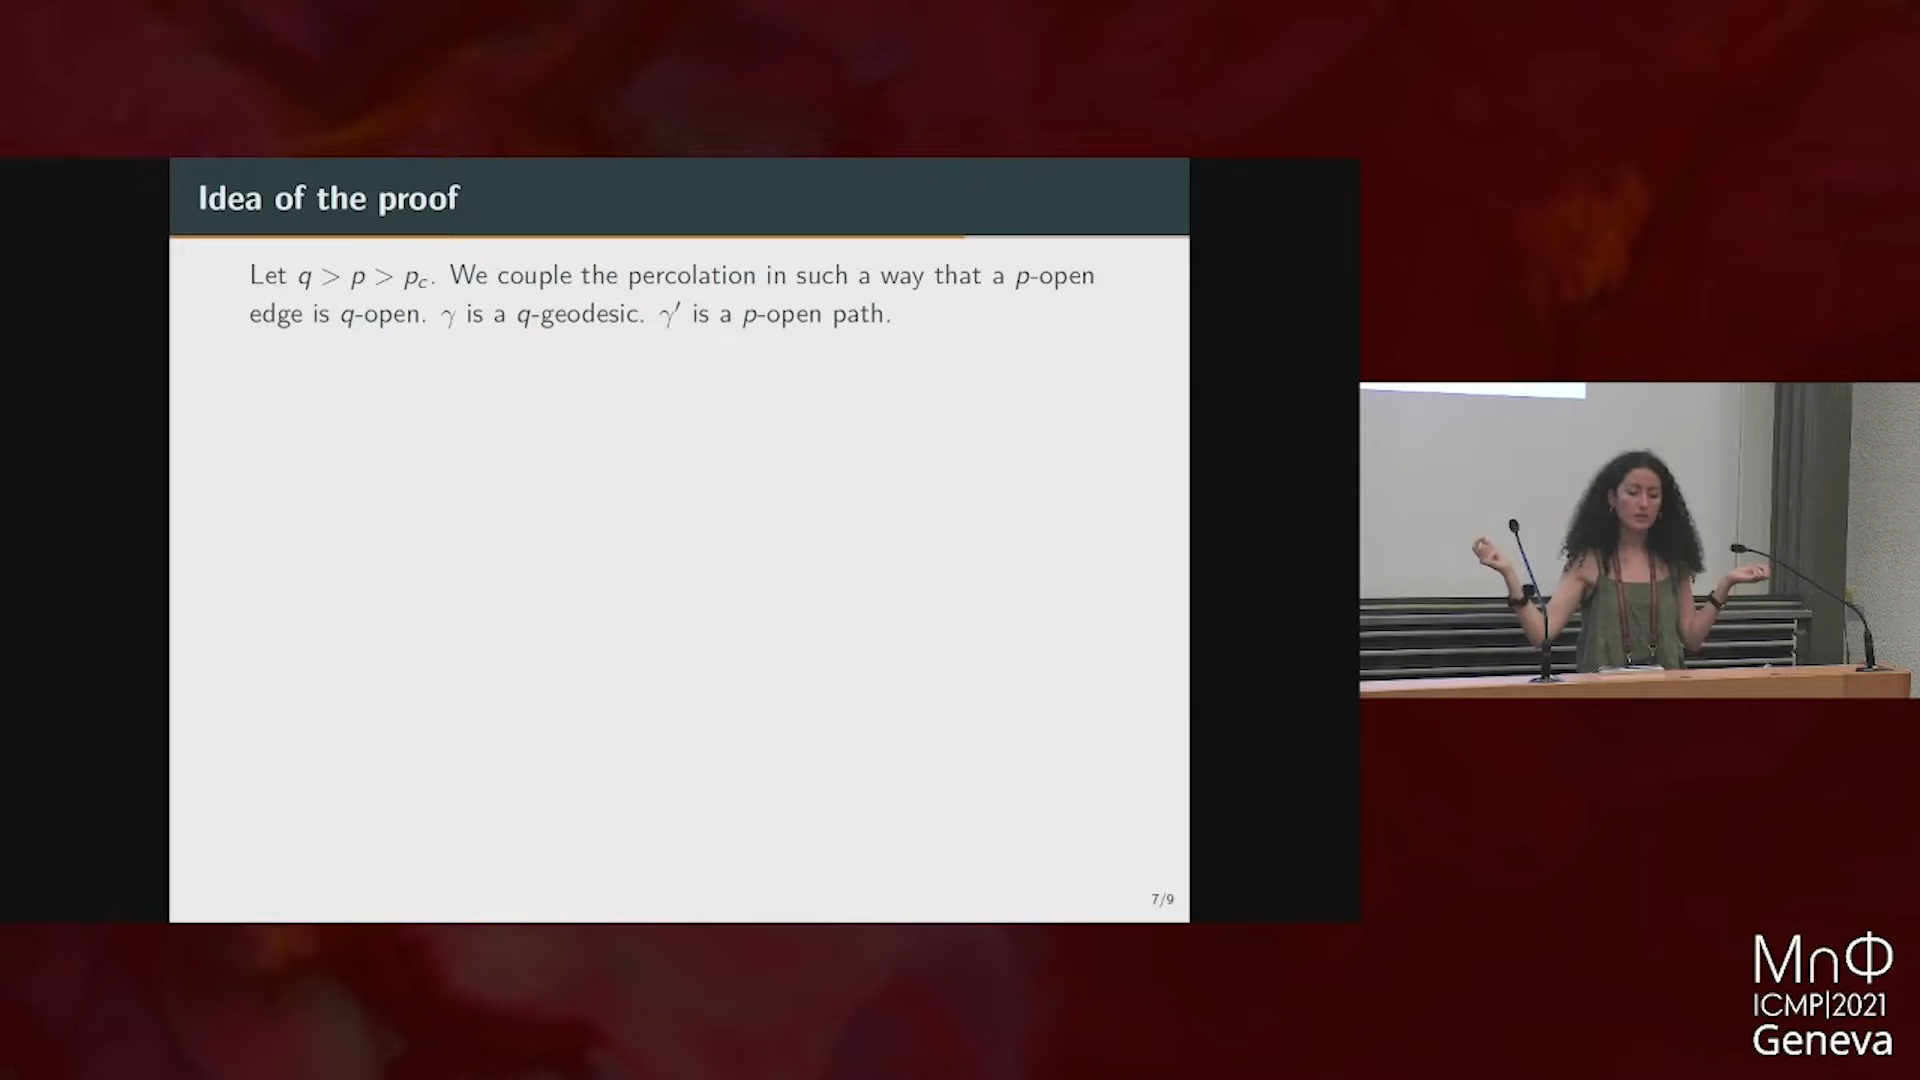 Idea of the proof
Let q > p > p_c. We couple the percolation in such a way that a p-open
edge is q-open. γ is a q-geodesic. γ′ is a p-open path.
7/9
M∩Φ
ICMP|2021
Geneva